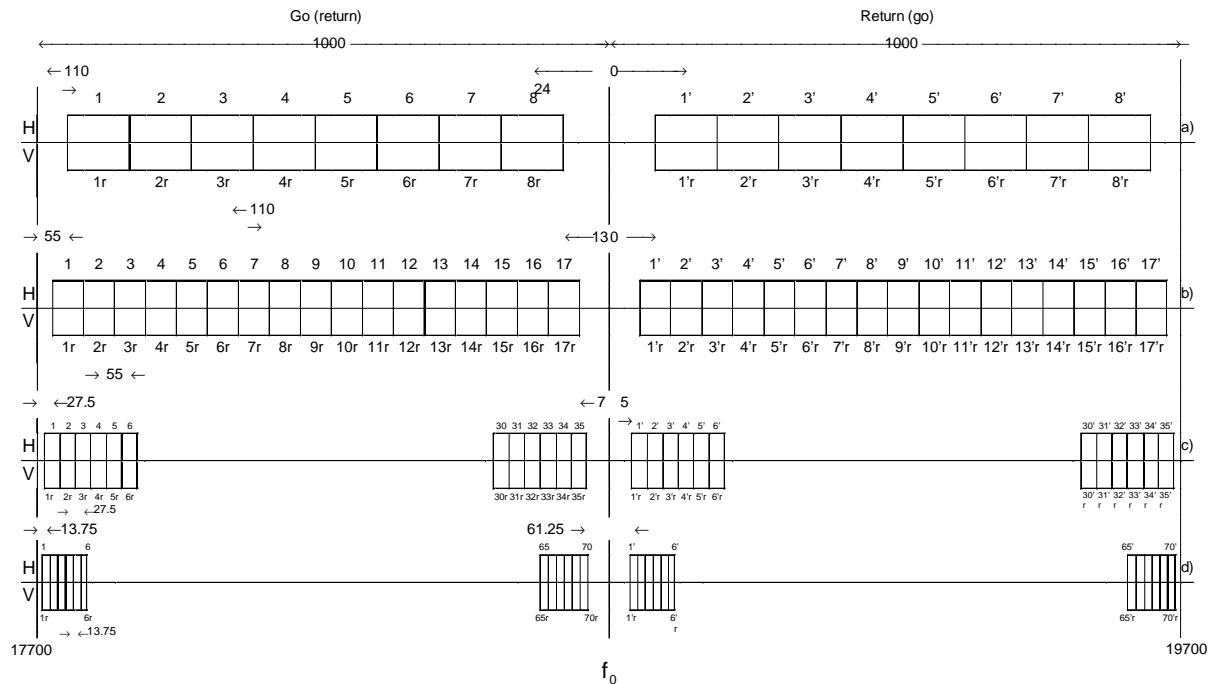 Go (return) Return (go)
1000 1000
110 24 0
1 2 3 4 5 6 7 8 1’ 2’ 3’ 4’ 5’ 6’ 7’ 8’
H a)
V
1r 2r 3r 4r 5r 6r 7r 8r 1’r 2’r 3’r 4’r 5’r 6’r 7’r 8’r
110
55 130
1 2 3 4 5 6 7 8 9 10 11 12 13 14 15 16 17 1’ 2’ 3’ 4’ 5’ 6’ 7’ 8’ 9’ 10’ 11’ 12’ 13’ 14’ 15’ 16’ 17’
H b)
V
1r 2r 3r 4r 5r 6r 7r 8r 9r 10r 11r 12r 13r 14r 15r 16r 17r 1’r 2’r 3’r 4’r 5’r 6’r 7’r 8’r 9’r 10’r 11’r 12’r 13’r 14’r 15’r 16’r 17’r
55
27.5 7 5
1 2 3 4 5 6 30 31 32 33 34 35 1’ 2’ 3’ 4’ 5’ 6’ 30’ 31’ 32’ 33’ 34’ 35’
H c)
V
1r 2r 3r 4r 5r 6r 30r 31r 32r 33r 34r 35r 1’r 2’r 3’r 4’r 5’r 6’r 30’ 31’ 32’ 33’ 34’ 35’
r r r r r r
27.5
13.75 61.25
1 6 65 70 1’ 6’ 65’ 70’
H d)
V
1r 6r 65r 70r 1’r 6’ 65’r 70’r
r
13.75
17700 19700
f0